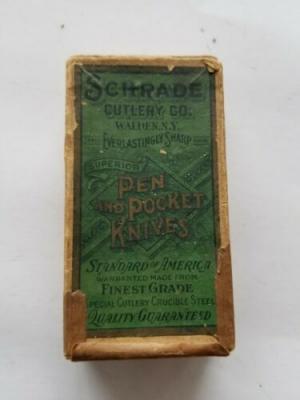 SCHRADE
CUTLERY CO.
WALDEN, N.Y.
EVERLASTINGLY SHARP
SUPERIOR
PEN
AND POCKET
KNIVES
STANDARD OF AMERICA
WARRANTED MADE FROM
FINEST GRADE
SPECIAL CUTLERY CRUCIBLE STEEL
QUALITY GUARANTEED